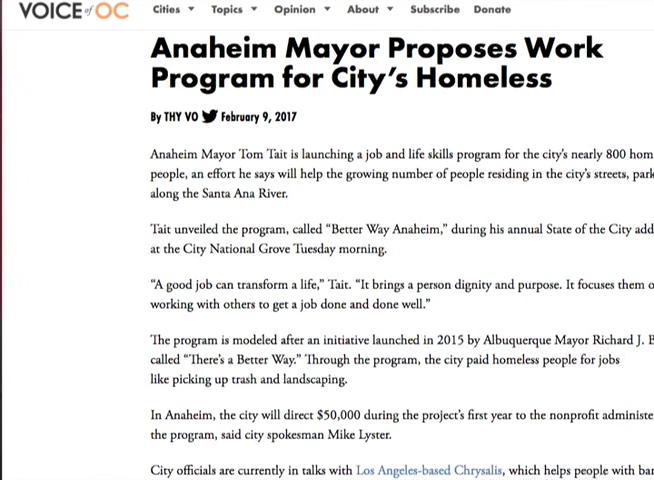 VOICE of OC Cities Topics Opinion About Subscribe Donate
Anaheim Mayor Proposes Work
Program for City’s Homeless
By THY VO February 9, 2017
Anaheim Mayor Tom Tait is launching a job and life skills program for the city’s nearly 800 hom
people, an effort he says will help the growing number of people residing in the city’s streets, park
along the Santa Ana River.
Tait unveiled the program, called “Better Way Anaheim,” during his annual State of the City add
at the City National Grove Tuesday morning.
“A good job can transform a life,” Tait. “It brings a person dignity and purpose. It focuses them o
working with others to get a job done and done well.”
The program is modeled after an initiative launched in 2015 by Albuquerque Mayor Richard J. B
called “There’s a Better Way.” Through the program, the city paid homeless people for jobs
like picking up trash and landscaping.
In Anaheim, the city will direct $50,000 during the project’s first year to the nonprofit administe
the program, said city spokesman Mike Lyster.
City officials are currently in talks with Los Angeles-based Chrysalis, which helps people with bar